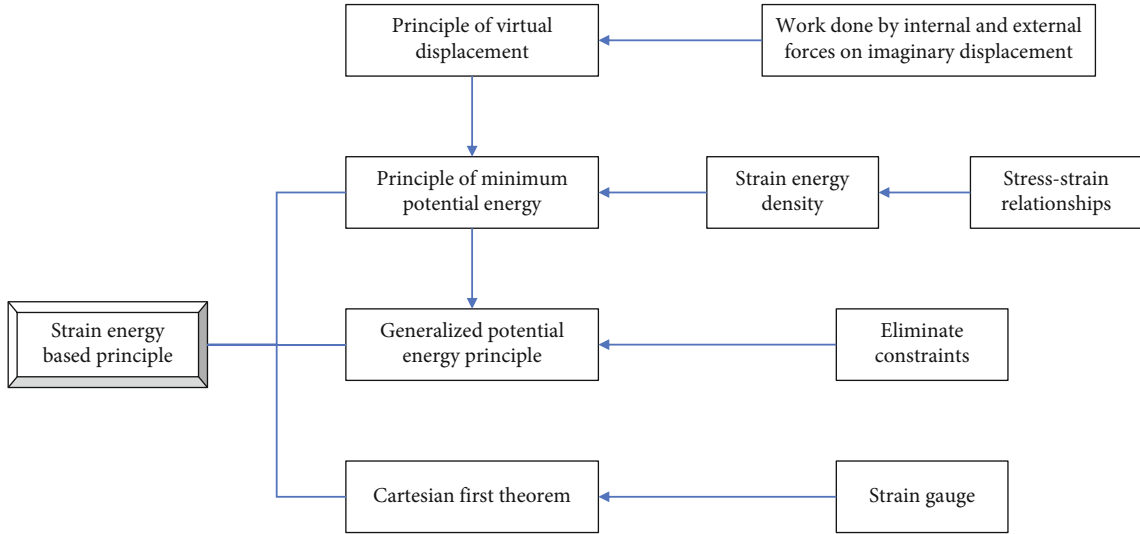 Principle of virtual
displacement
Work done by internal and external
forces on imaginary displacement
Principle of minimum
potential energy
Strain energy
density
Stress-strain
relationships
Strain energy
based principle
Generalized potential
energy principle
Eliminate
constraints
Cartesian first theorem
Strain gauge